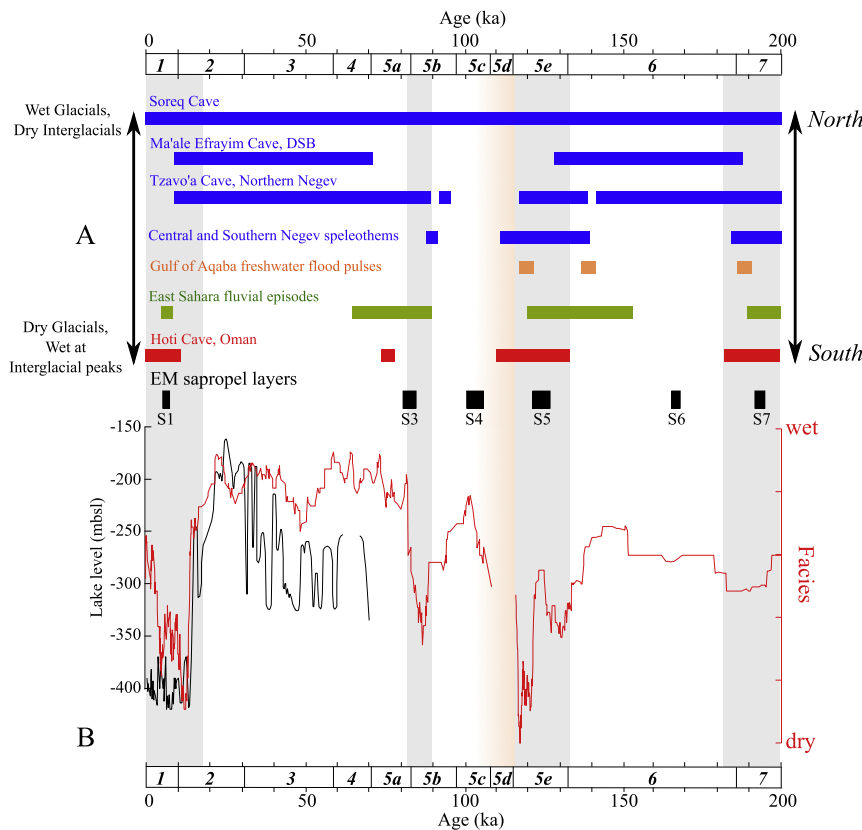 Age (ka)
0 50 100 150 200
1 2 3 4 5a 5b 5c 5d 5e 6 7
Wet Glacials,
Dry Interglacials
Soreq Cave
North
Ma'ale Efrayim Cave, DSB
Tzavo'a Cave, Northern Negev
A
Central and Southern Negev speleothems
Gulf of Aqaba freshwater flood pulses
East Sahara fluvial episodes
Dry Glacials,
Wet at
Interglacial peaks
Hoti Cave, Oman
South
EM sapropel layers
S1 S3 S4 S5 S6 S7
-150
-200
-250
-300
-350
-400
Lake level (mbsl)
wet
Facies
dry
B
1 2 3 4 5a 5b 5c 5d 5e 6 7
0 50 100 150 200
Age (ka)